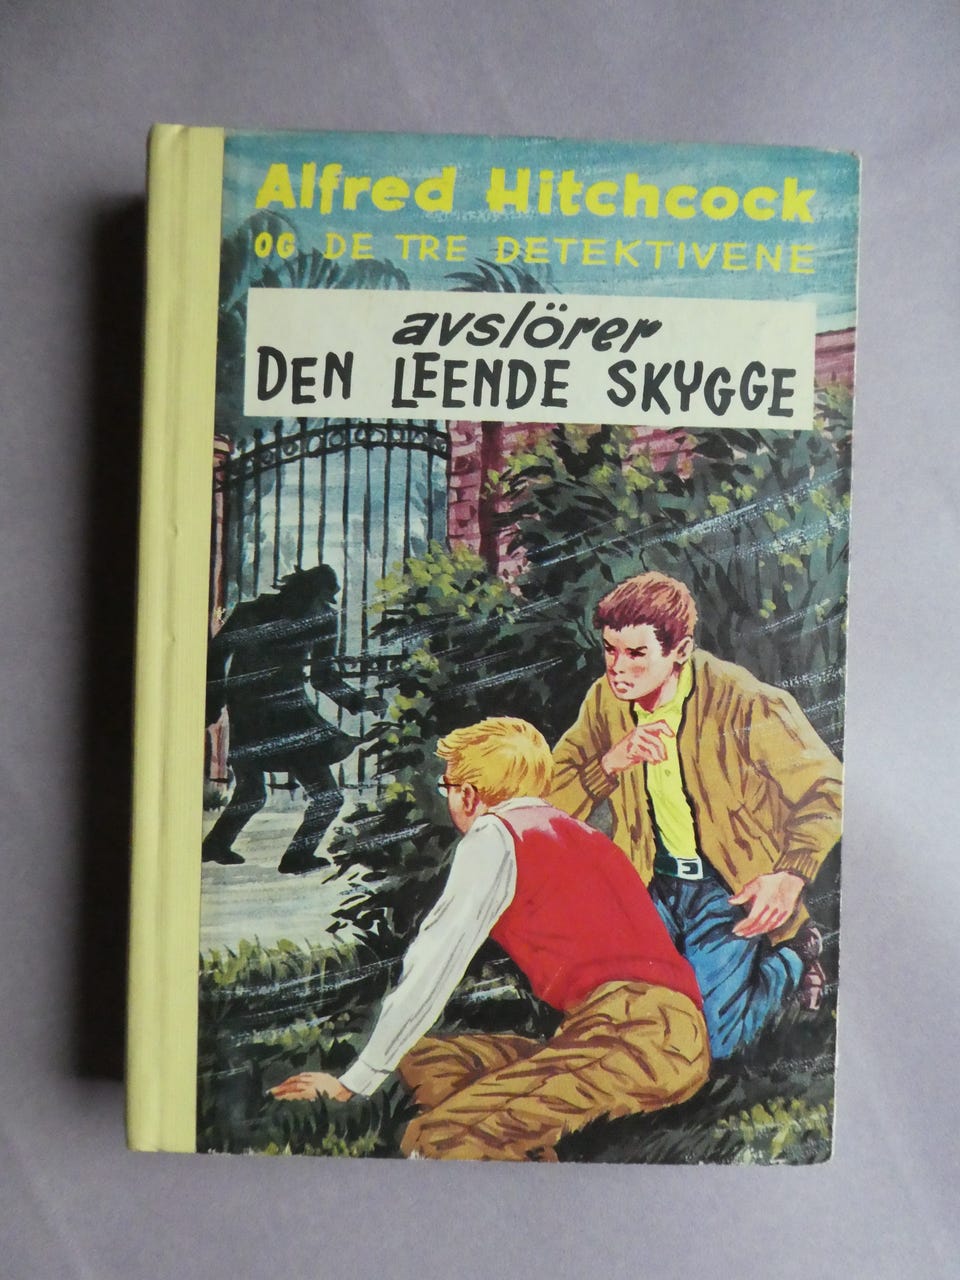 Alfred Hitchcock
OG DE TRE DETEKTIVENE
avslörer
DEN LEENDE SKYGGE